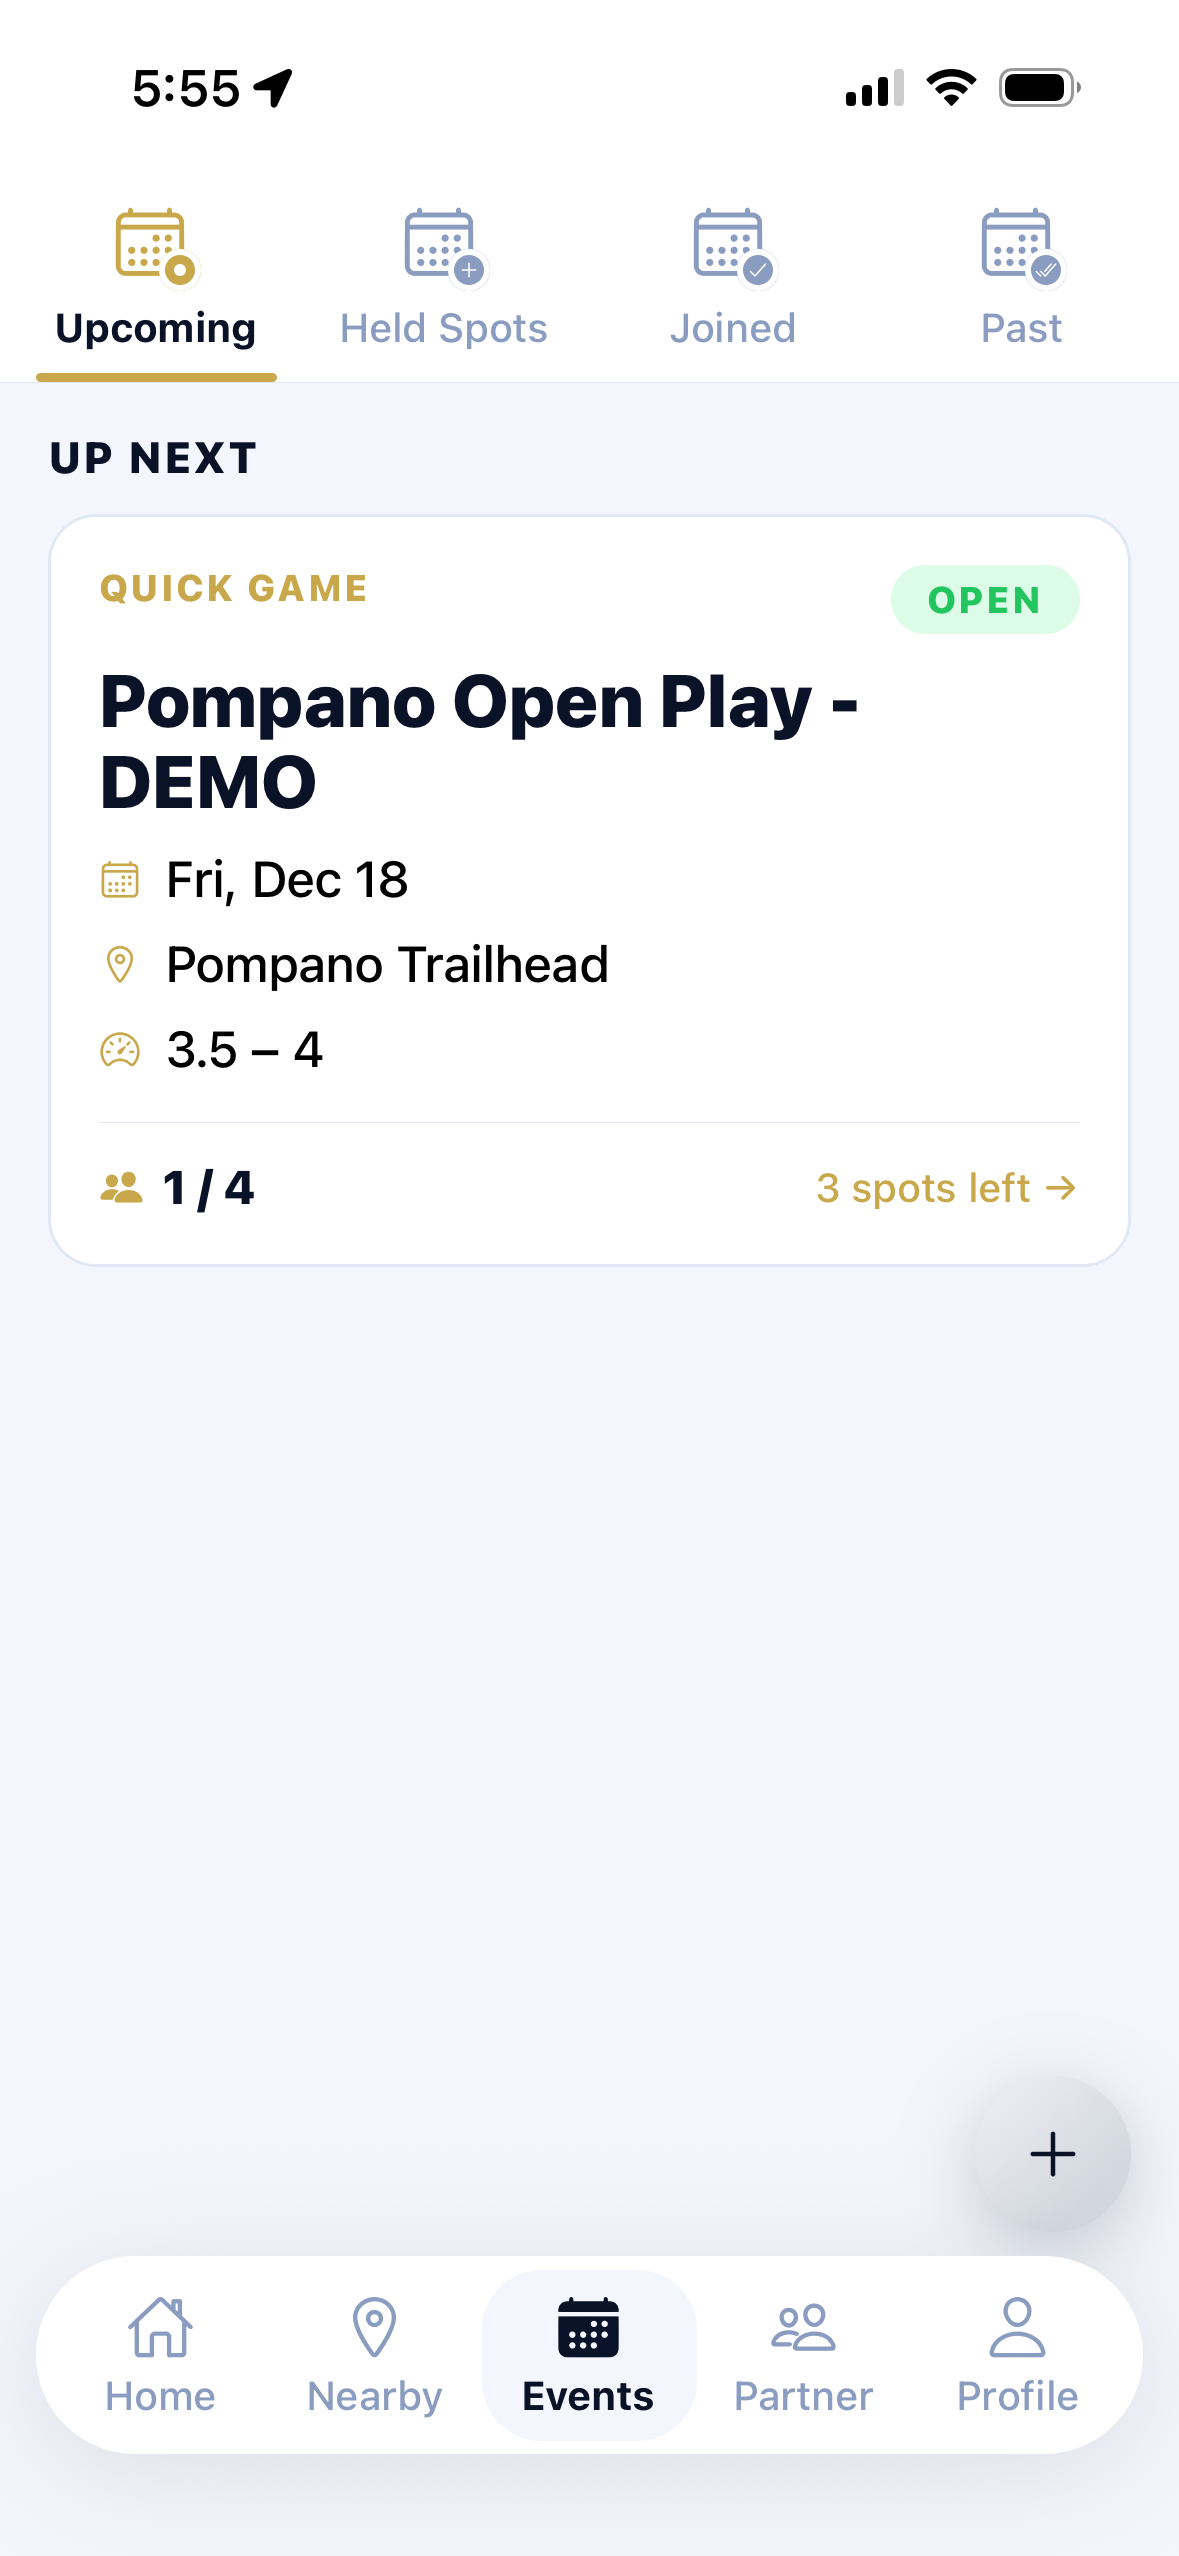 5:55
Upcoming
Held Spots
Joined
Past
UP NEXT
QUICK GAME
OPEN
Pompano Open Play -
DEMO
Fri, Dec 18
Pompano Trailhead
3.5 – 4
1 / 4
3 spots left →
Home
Nearby
Events
Partner
Profile